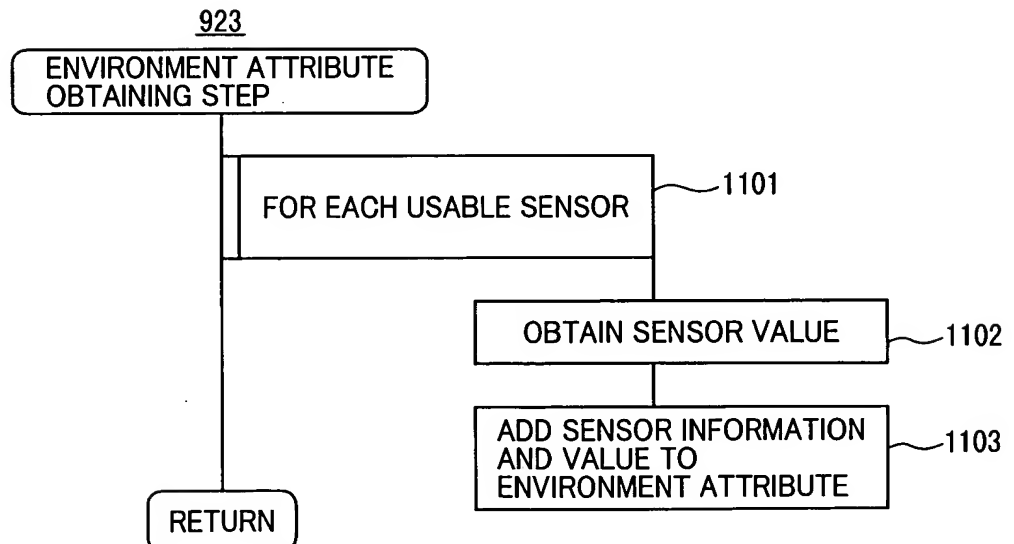 923
ENVIRONMENT ATTRIBUTE
OBTAINING STEP
FOR EACH USABLE SENSOR
1101
OBTAIN SENSOR VALUE
1102
ADD SENSOR INFORMATION
AND VALUE TO
ENVIRONMENT ATTRIBUTE
1103
RETURN